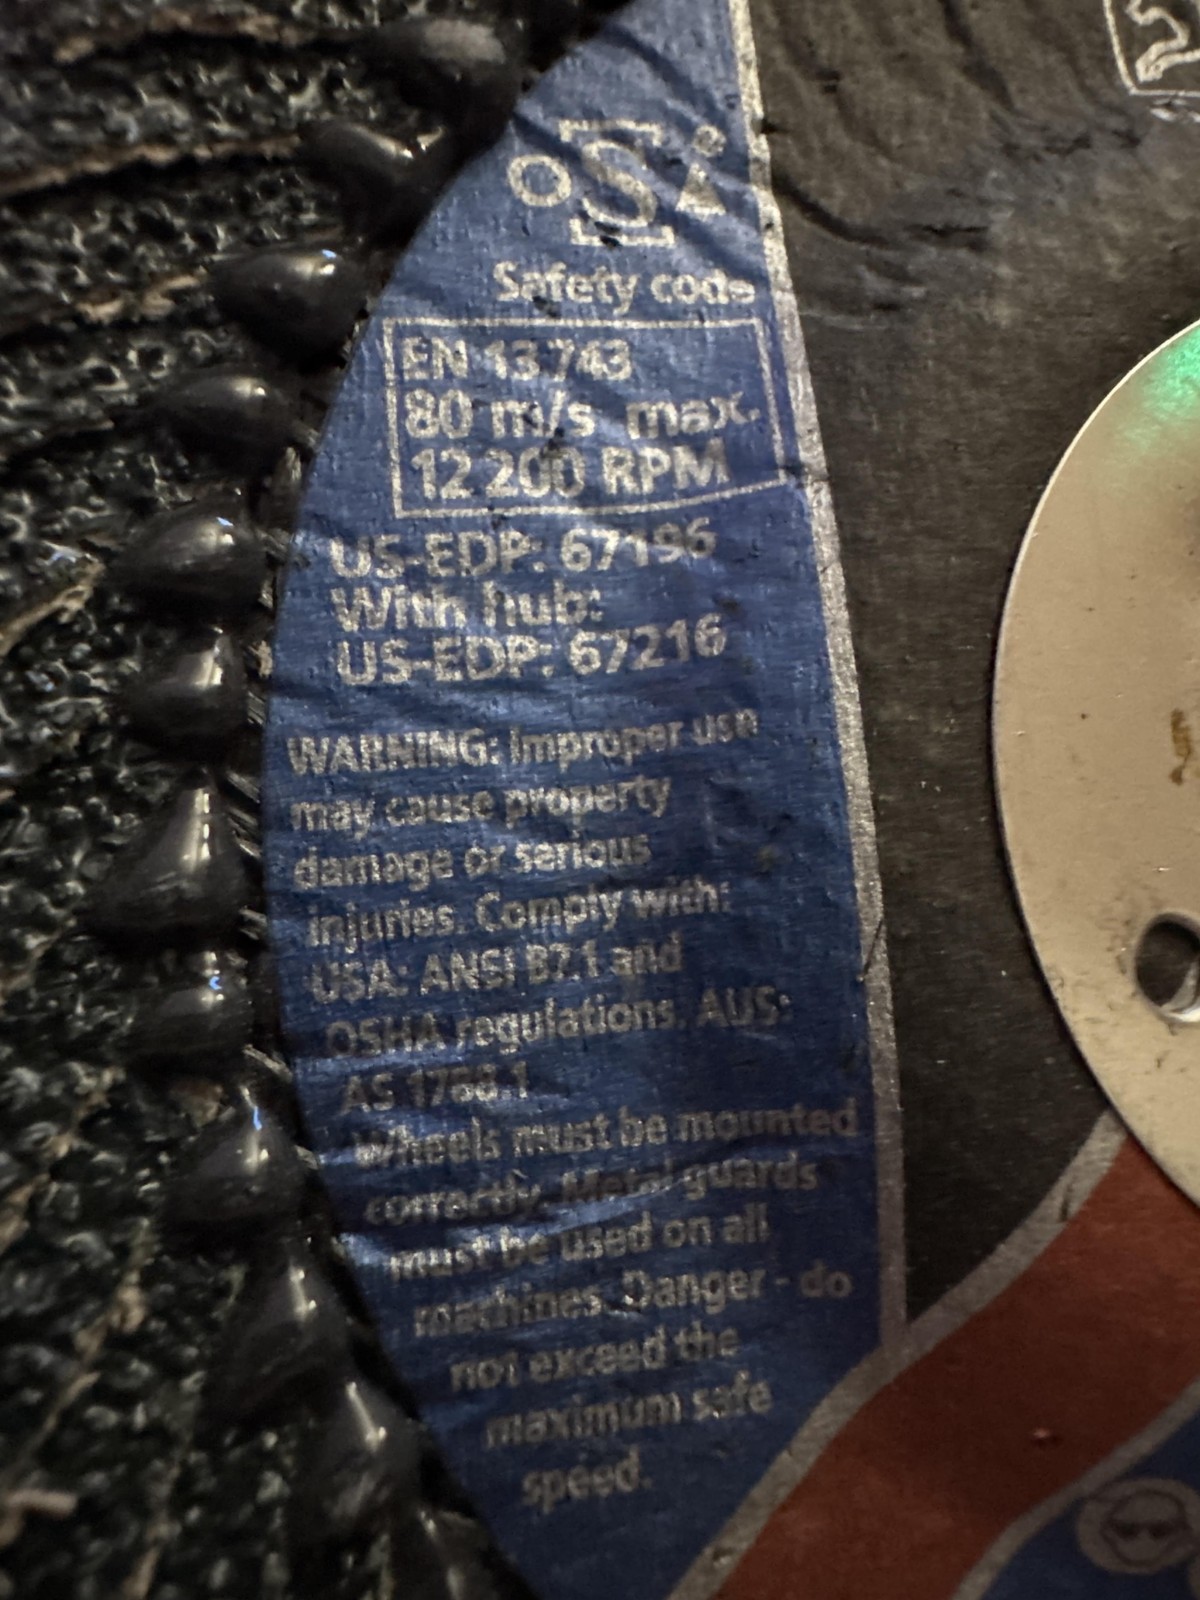 oSa
Safety code
EN 13743
80 m/s max.
12 200 RPM
US-EDP: 67196
With hub:
US-EDP: 67216
WARNING: Improper use
may cause property
damage or serious
injuries. Comply with:
USA: ANSI B7.1 and
OSHA regulations. AUS:
AS 1788.1
Wheels must be mounted
correctly. Metal guards
must be used on all
machines. Danger - do
not exceed the
maximum safe
speed.